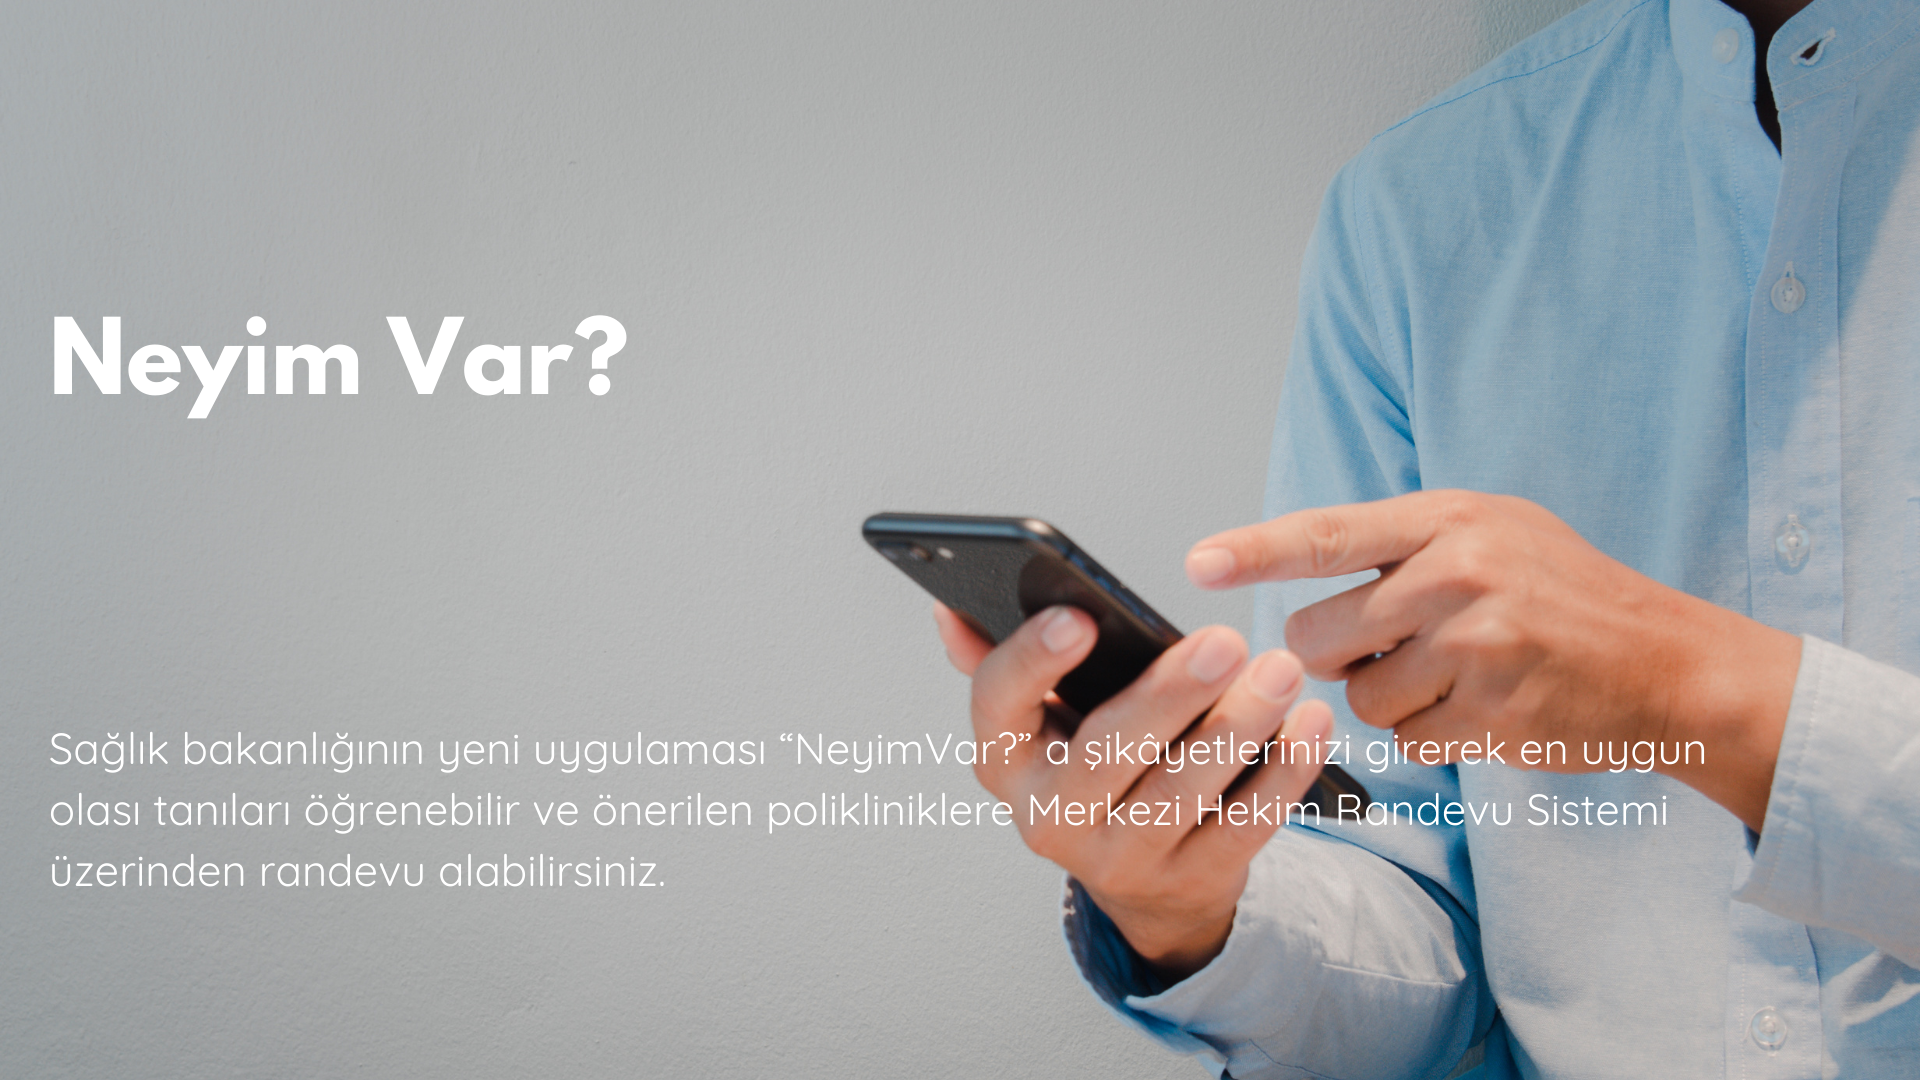 Neyim Var?
Sağlık bakanlığının yeni uygulaması “NeyimVar?” a şikâyetlerinizi girerek en uygun
olası tanıları öğrenebilir ve önerilen polikliniklere Merkezi Hekim Randevu Sistemi
üzerinden randevu alabilirsiniz.